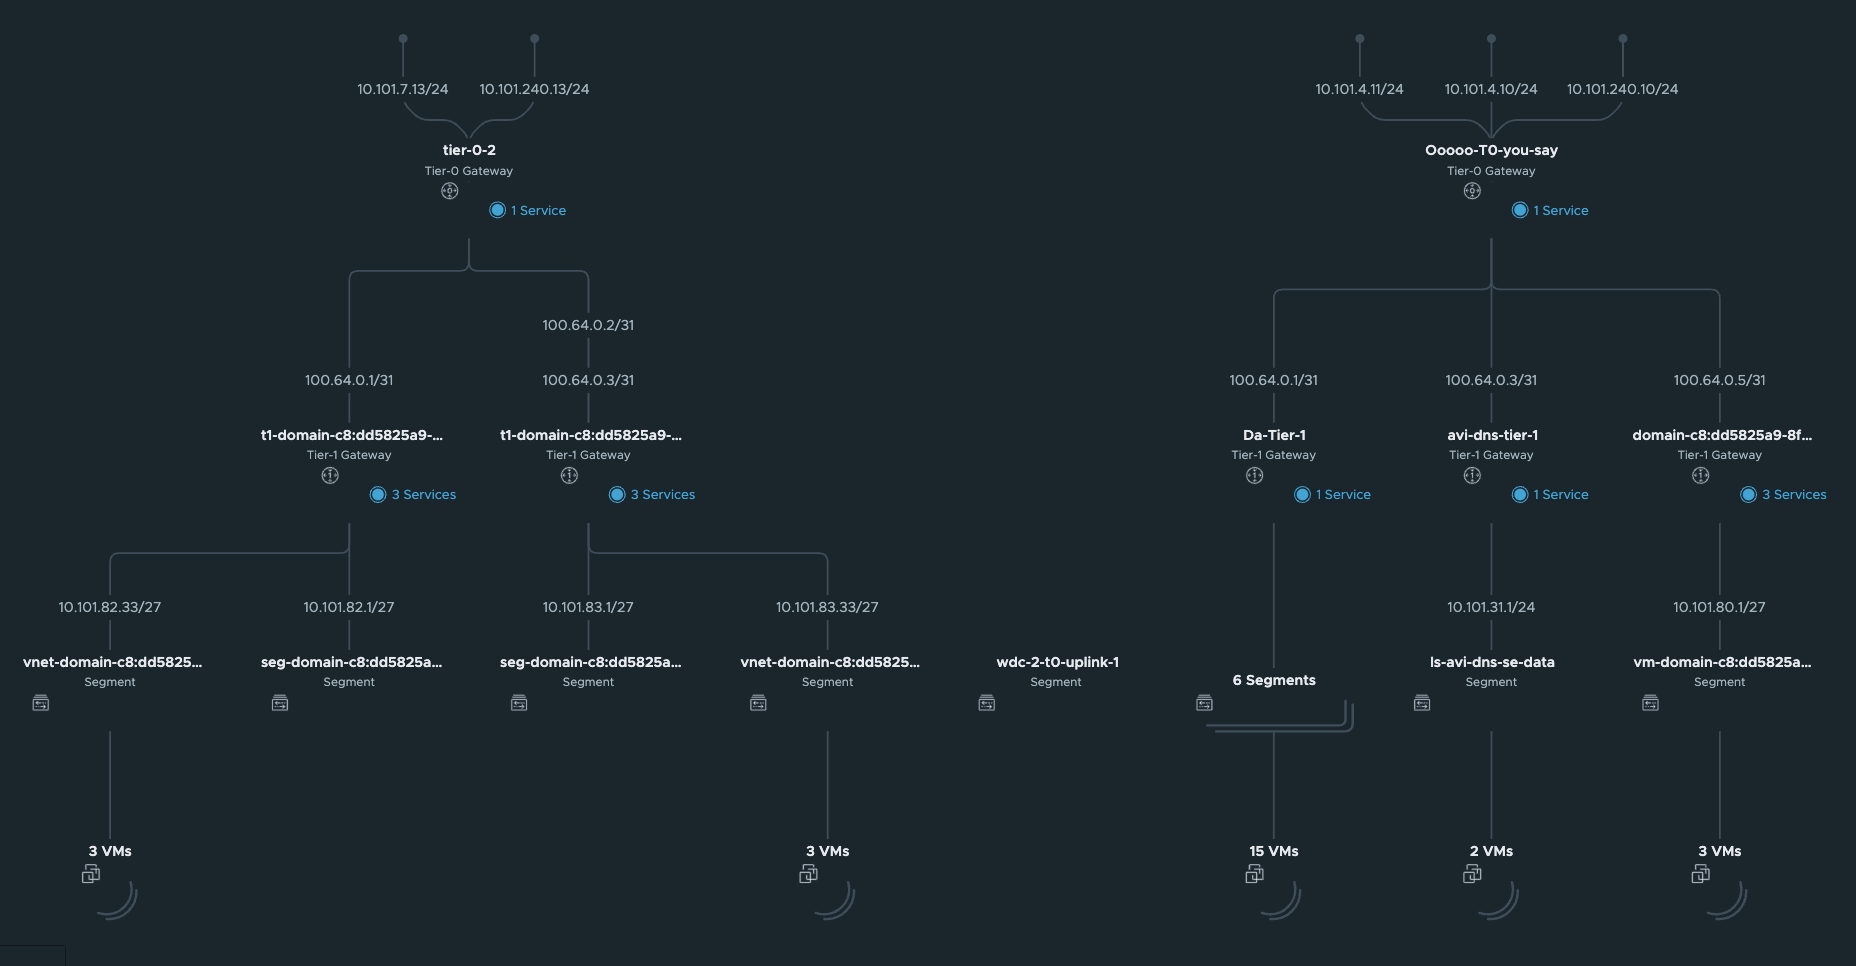 10.101.7.13/24
10.101.240.13/24
10.101.4.11/24
10.101.4.10/24
10.101.240.10/24
tier-0-2
Tier-0 Gateway
1 Service
Ooooo-T0-you-say
Tier-0 Gateway
1 Service
100.64.0.2/31
100.64.0.1/31
100.64.0.3/31
100.64.0.1/31
100.64.0.3/31
100.64.0.5/31
t1-domain-c8:dd5825a9-...
Tier-1 Gateway
3 Services
t1-domain-c8:dd5825a9-...
Tier-1 Gateway
3 Services
Da-Tier-1
Tier-1 Gateway
1 Service
avi-dns-tier-1
Tier-1 Gateway
1 Service
domain-c8:dd5825a9-8f...
Tier-1 Gateway
3 Services
10.101.82.33/27
10.101.82.1/27
10.101.83.1/27
10.101.83.33/27
10.101.31.1/24
10.101.80.1/27
vnet-domain-c8:dd5825...
Segment
seg-domain-c8:dd5825a...
Segment
seg-domain-c8:dd5825a...
Segment
vnet-domain-c8:dd5825...
Segment
wdc-2-t0-uplink-1
Segment
6 Segments
ls-avi-dns-se-data
Segment
vm-domain-c8:dd5825a...
Segment
3 VMs
3 VMs
15 VMs
2 VMs
3 VMs